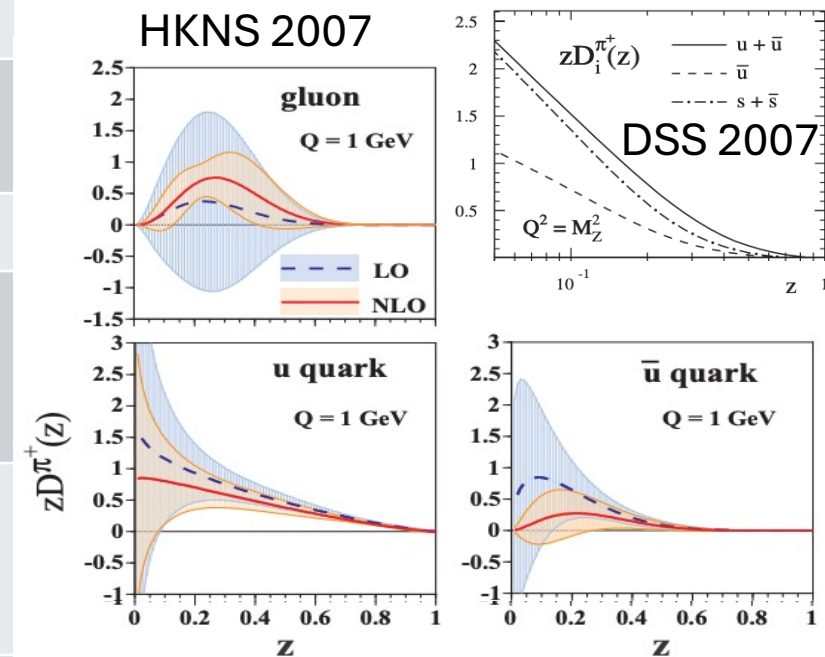 HKNS 2007
2.5
2
1.5
1
0.5
0
-0.5
-1
-1.5
gluon
Q = 1 GeV
LO
NLO
2.5
2
1.5
1
0.5
zD_i^{π+}(z)
u + ū
ū
s + s̄
DSS 2007
Q² = M_Z²
10⁻¹
z
1
zD^{π+}(z)
3
2.5
2
1.5
1
0.5
0
-0.5
-1
u quark
Q = 1 GeV
0 0.2 0.4 0.6 0.8 1
z
3
2.5
2
1.5
1
0.5
0
-0.5
-1
ū quark
Q = 1 GeV
0 0.2 0.4 0.6 0.8 1
z